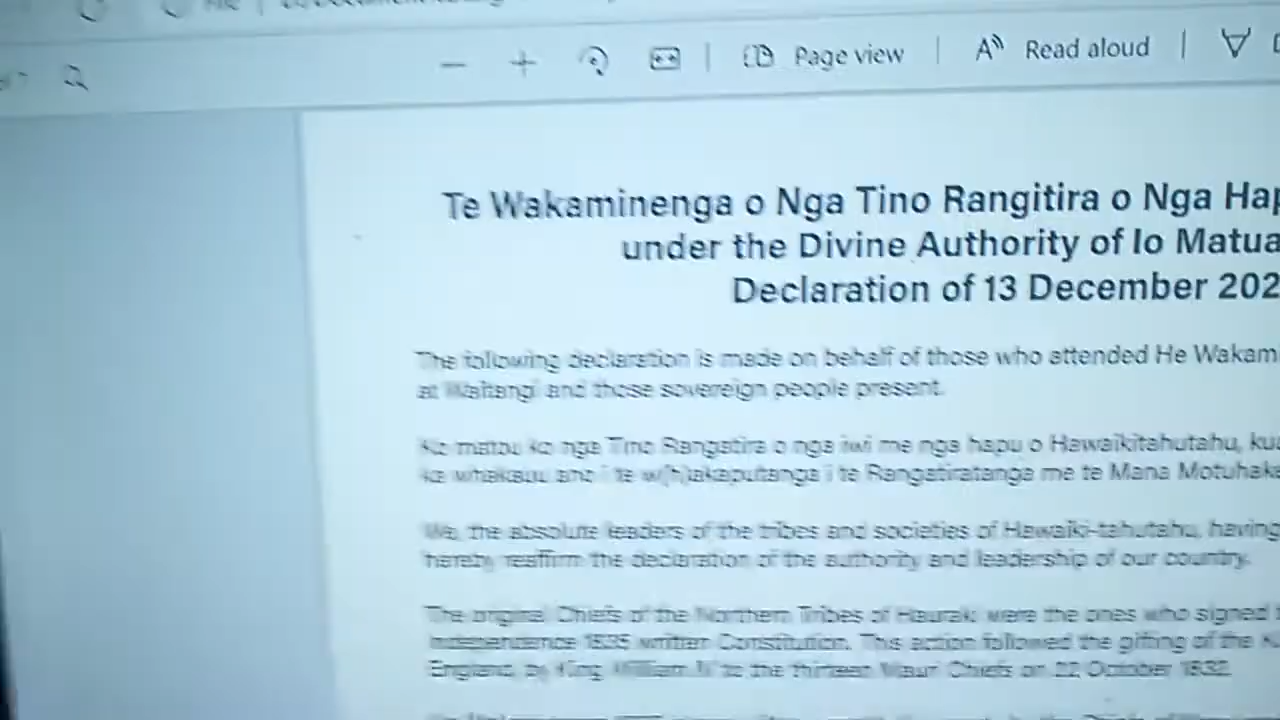 Page view
Read aloud
Te Wakaminenga o Nga Tino Rangitira o Nga Hap
under the Divine Authority of Io Matua
Declaration of 13 December 202
The following declaration is made on behalf of those who attended He Wakam
at Waitangi and those sovereign people present.
Ko matou ko nga Tino Rangatira o nga iwi me nga hapu o Hawaikitahutahu, kua
ka whakauu ano i te w(h)akaputanga i te Rangatiratanga me te Mana Motuhake
We, the absolute leaders of the tribes and societies of Hawaiki-tahutahu, having
hereby reaffirm the declaration of the authority and leadership of our country.
The original Chiefs of the Northern Tribes of Hauraki were the ones who signed
Independence 1835 written Constitution. This action followed the gifting of the
England, by King William IV to the thirteen Mauri Chiefs on 22 October 1832.